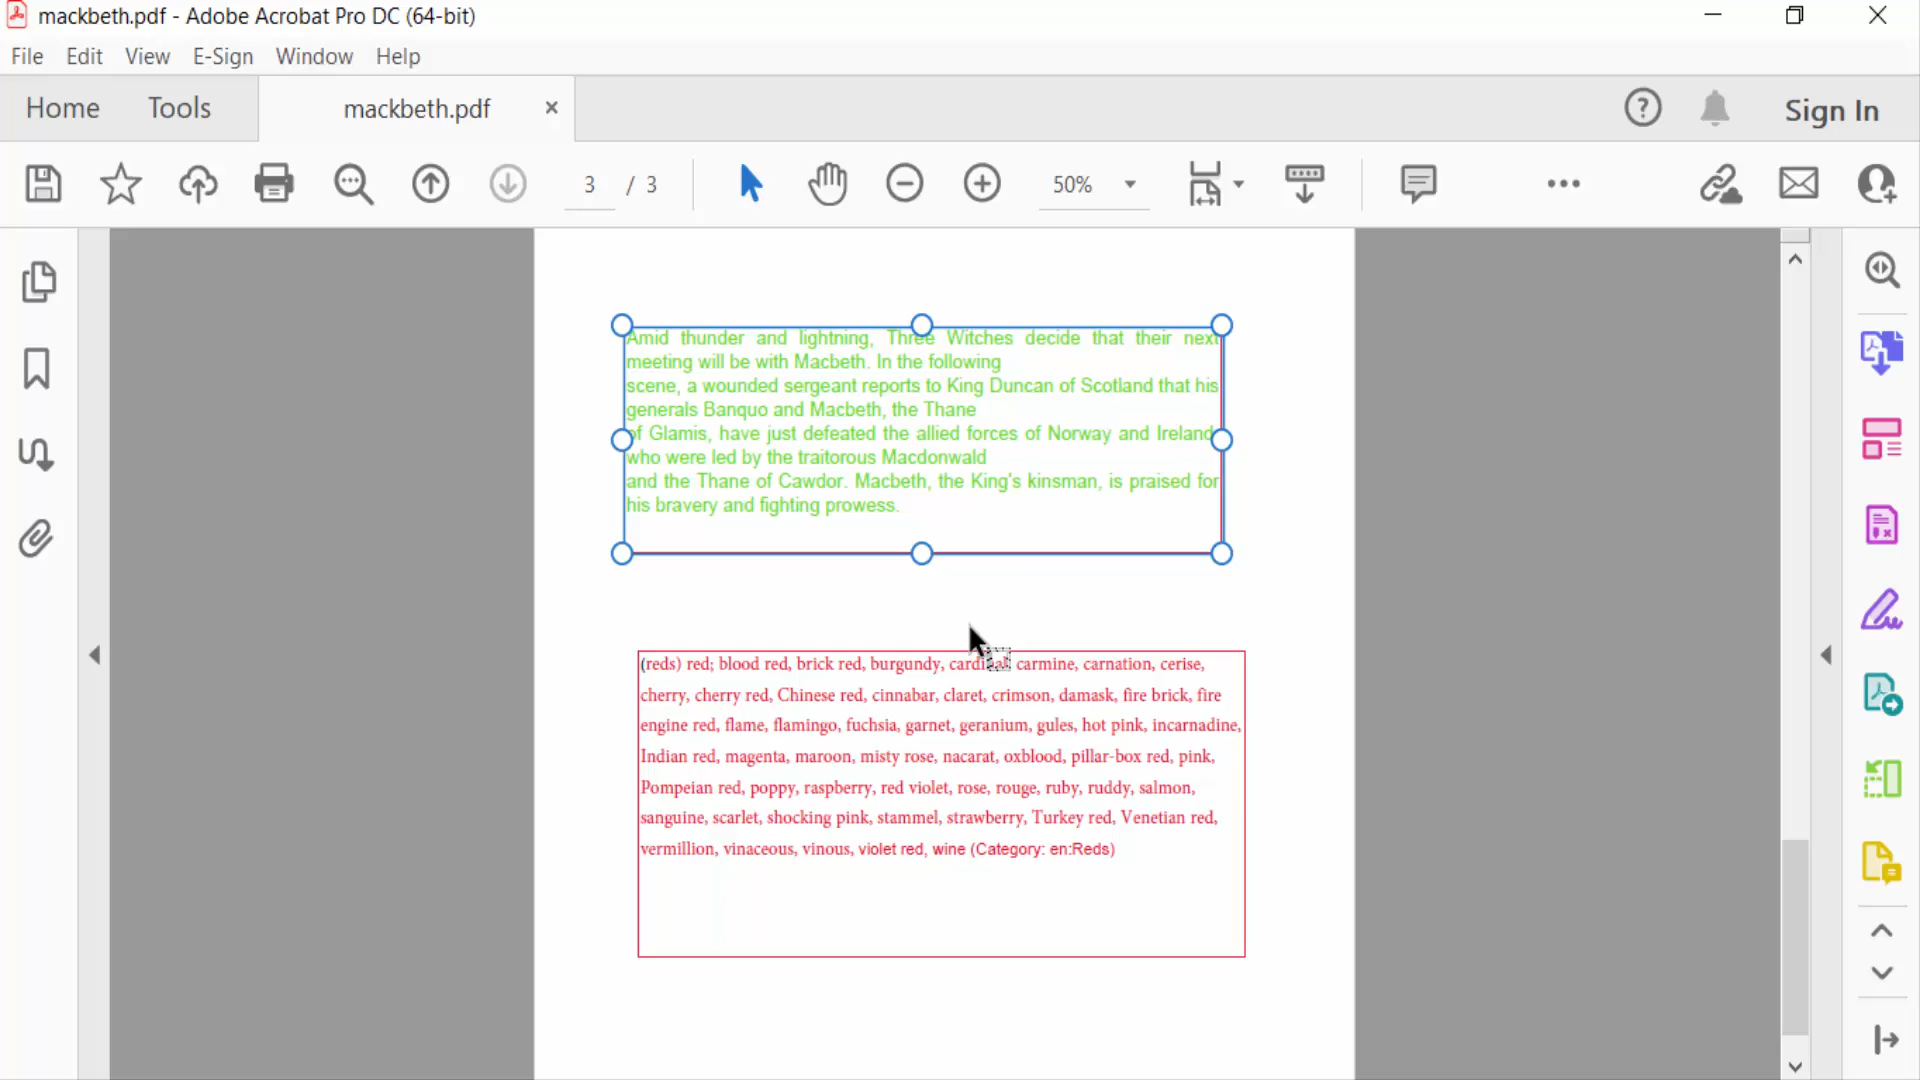 mackbeth.pdf - Adobe Acrobat Pro DC (64-bit)
File Edit View E-Sign Window Help
Home Tools mackbeth.pdf × ? Sign In
3 / 3 50%
Amid thunder and lightning, Three Witches decide that their next
meeting will be with Macbeth. In the following
scene, a wounded sergeant reports to King Duncan of Scotland that his
generals Banquo and Macbeth, the Thane
of Glamis, have just defeated the allied forces of Norway and Ireland,
who were led by the traitorous Macdonwald
and the Thane of Cawdor. Macbeth, the King's kinsman, is praised for
his bravery and fighting prowess.
(reds) red; blood red, brick red, burgundy, cardinal, carmine, carnation, cerise,
cherry, cherry red, Chinese red, cinnabar, claret, crimson, damask, fire brick, fire
engine red, flame, flamingo, fuchsia, garnet, geranium, gules, hot pink, incarnadine,
Indian red, magenta, maroon, misty rose, nacarat, oxblood, pillar-box red, pink,
Pompeian red, poppy, raspberry, red violet, rose, rouge, ruby, ruddy, salmon,
sanguine, scarlet, shocking pink, stammel, strawberry, Turkey red, Venetian red,
vermillion, vinaceous, vinous, violet red, wine (Category: en:Reds)